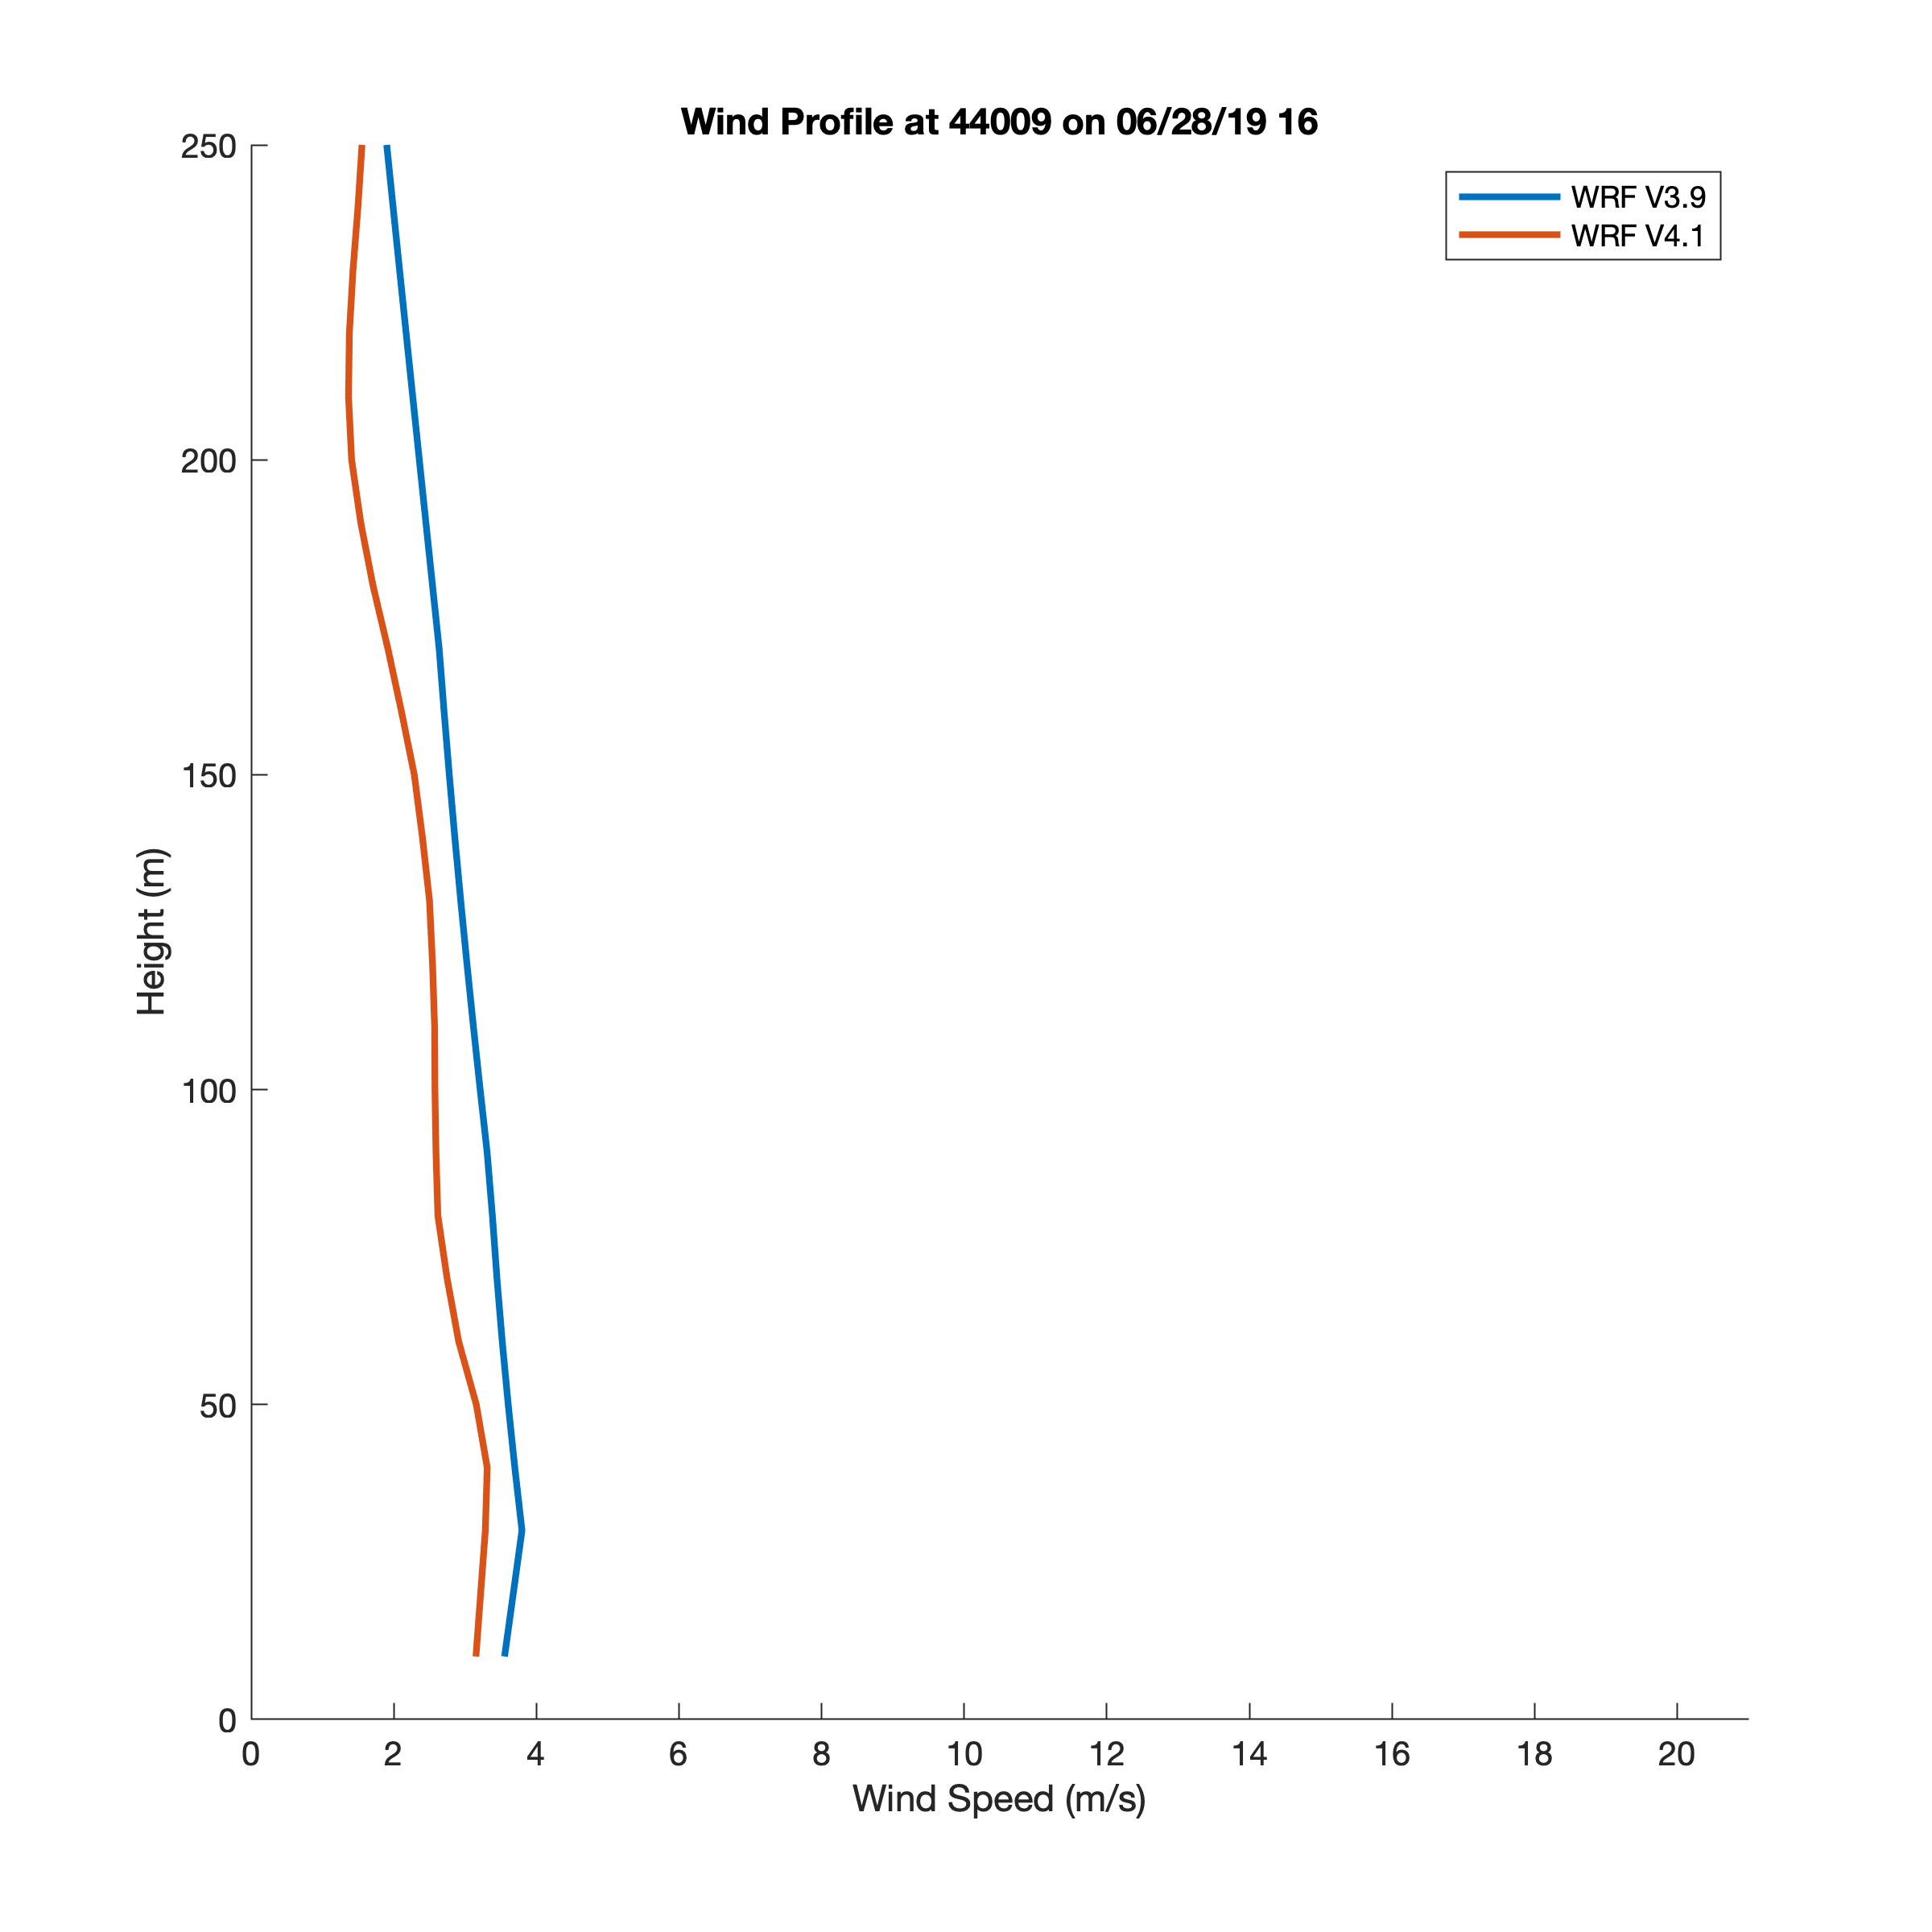 Wind Profile at 44009 on 06/28/19 16
WRF V3.9
WRF V4.1
250
200
150
100
50
0
Height (m)
0 2 4 6 8 10 12 14 16 18 20
Wind Speed (m/s)